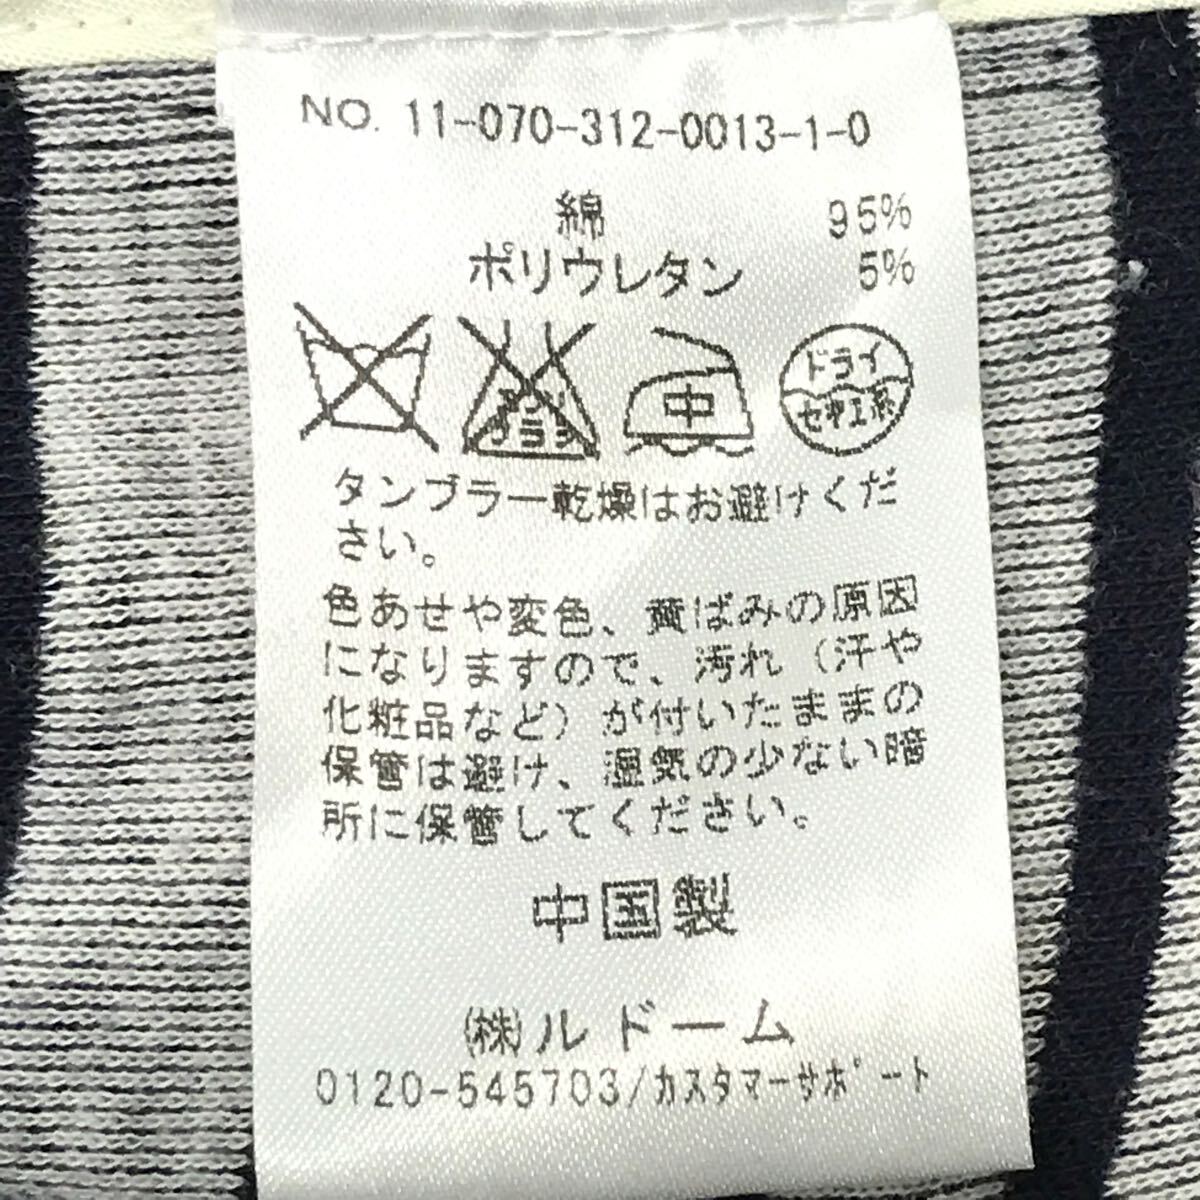 NO. 11-070-312-0013-1-0
綿 95%
ポリウレタン 5%
エンソ
サラシ
中
ドライ
セキユ系
タンブラー乾燥はお避けくだ
さい。
色あせや変色、黄ばみの原因
になりますので、汚れ(汗や
化粧品など)が付いたままの
保管は避け、湿気の少ない暗
所に保管してください。
中国製
(株)ルドーム
0120-545703/カスタマーサポート